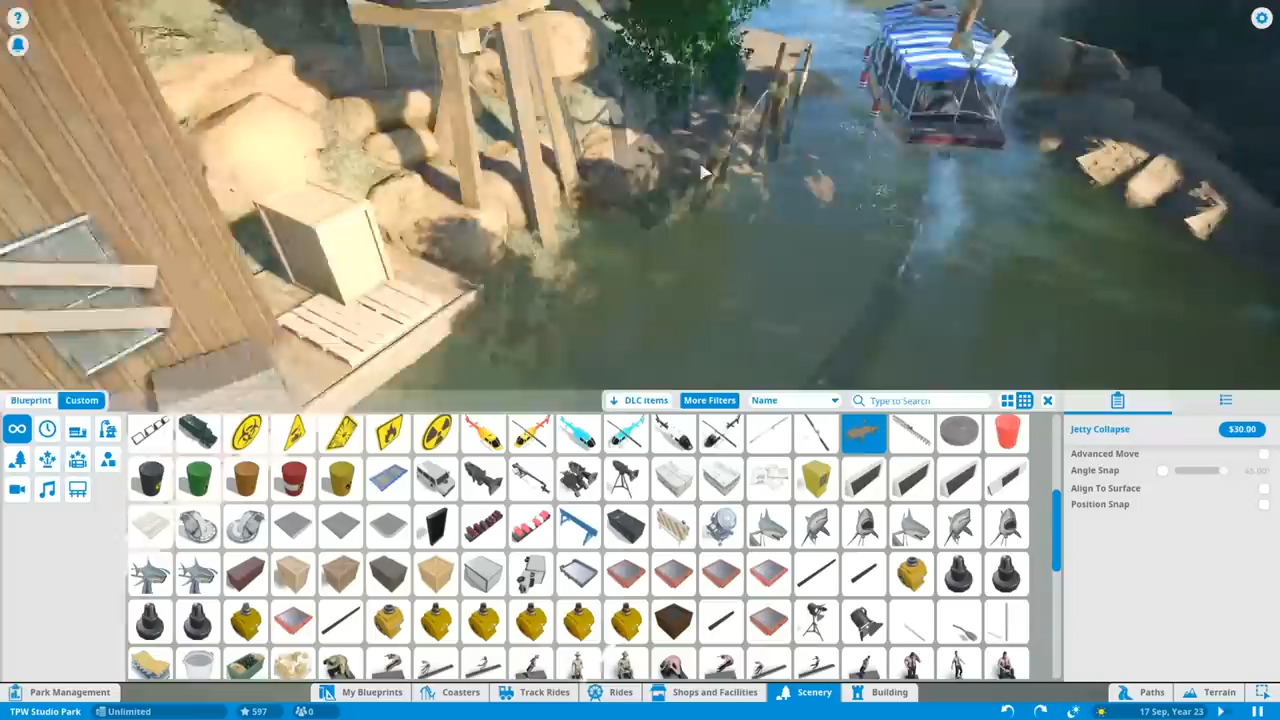 ?
Blueprint
Custom
DLC items
More Filters
Name
Type to Search
Jetty Collapse
$30.00
Advanced Move
Angle Snap
45.00°
Align To Surface
Position Snap
Park Management
My Blueprints
Coasters
Track Rides
Rides
Shops and Facilities
Scenery
Building
Paths
Terrain
TPW Studio Park
Unlimited
597
0
17 Sep, Year 23